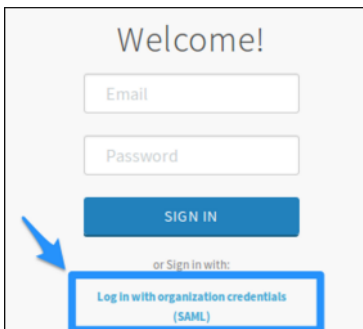 Welcome!
Email
Password
SIGN IN
or Sign in with:
Log in with organization credentials
(SAML)